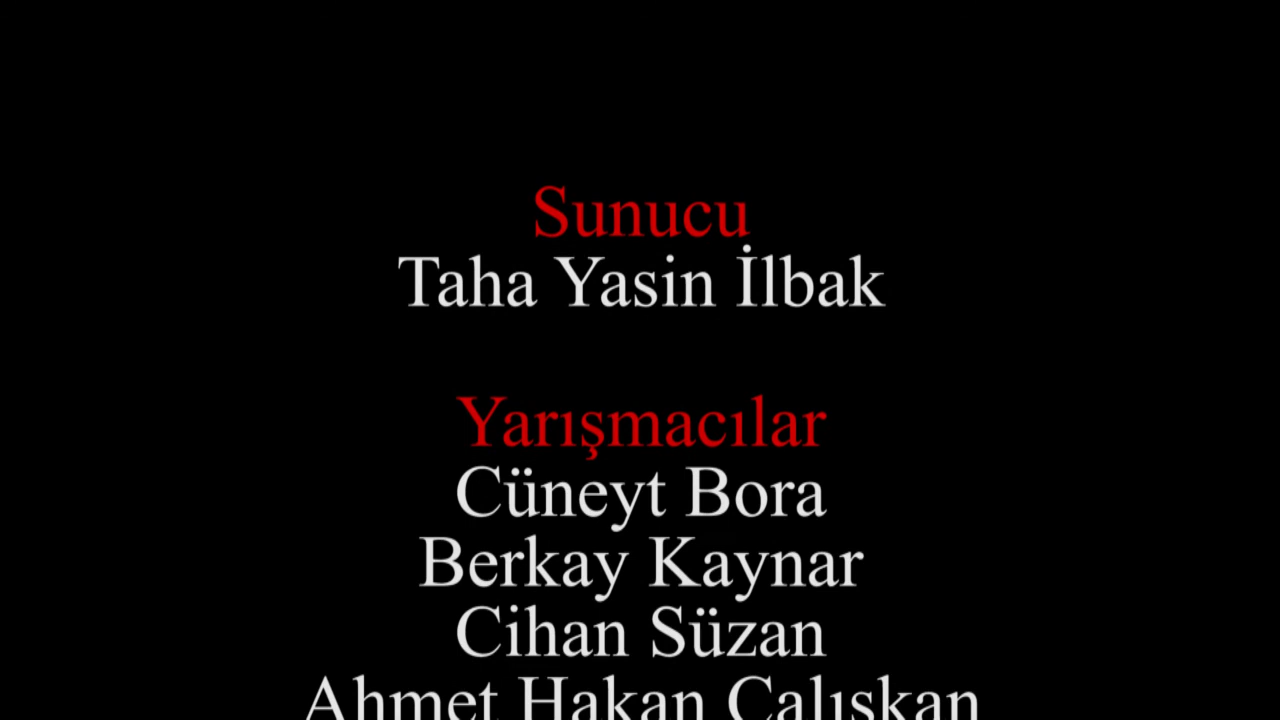 Sunucu
Taha Yasin İlbak
Yarışmacılar
Cüneyt Bora
Berkay Kaynar
Cihan Süzan
Ahmet Hakan Çalışkan